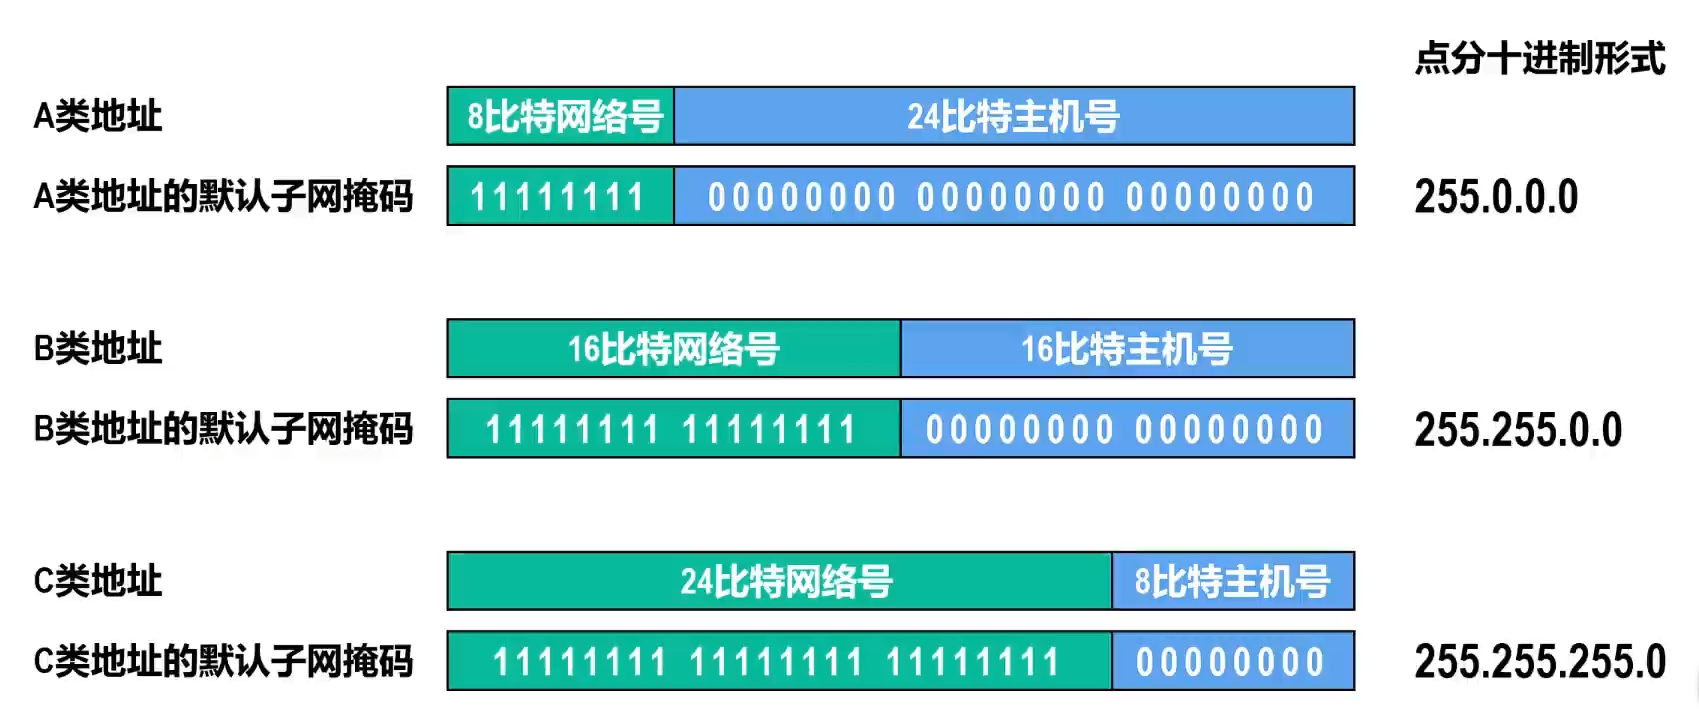 点分十进制形式
A类地址 8比特网络号 24比特主机号
A类地址的默认子网掩码 11111111 00000000 00000000 00000000 255.0.0.0
B类地址 16比特网络号 16比特主机号
B类地址的默认子网掩码 11111111 11111111 00000000 00000000 255.255.0.0
C类地址 24比特网络号 8比特主机号
C类地址的默认子网掩码 11111111 11111111 11111111 00000000 255.255.255.0